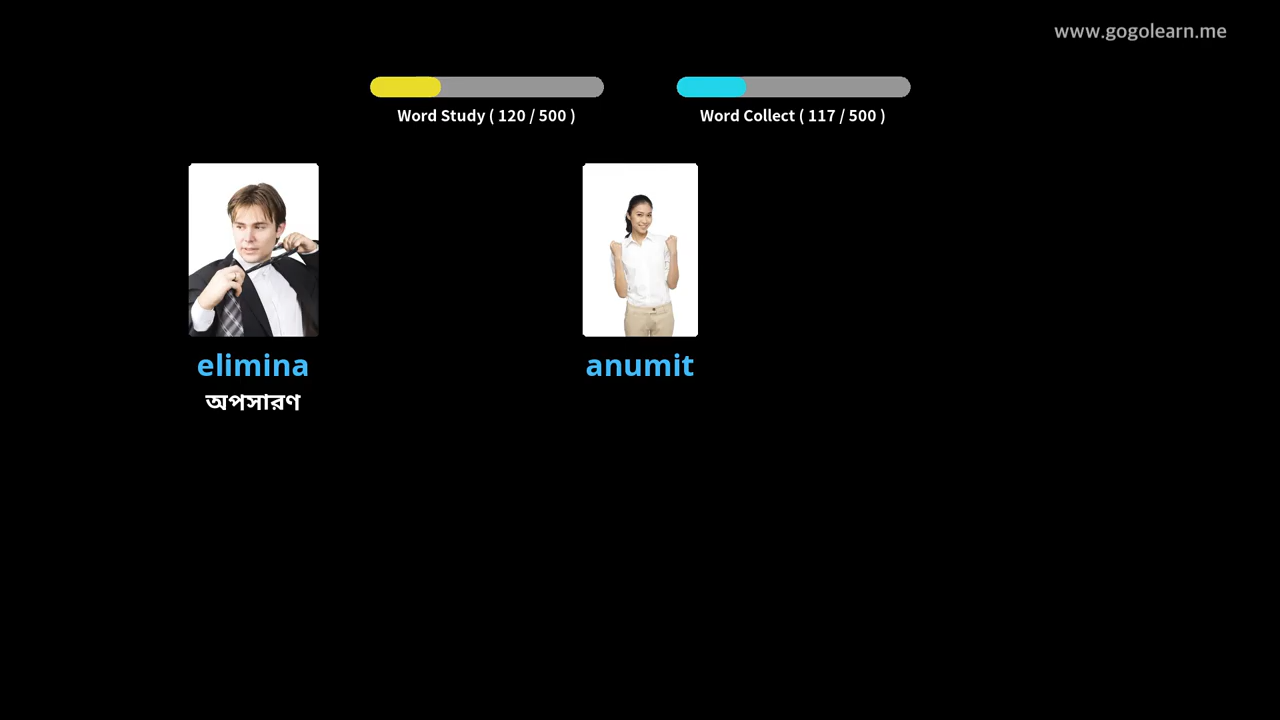 www.gogolearn.me
Word Study ( 120 / 500 )
Word Collect ( 117 / 500 )
elimina
অপসারণ
anumit